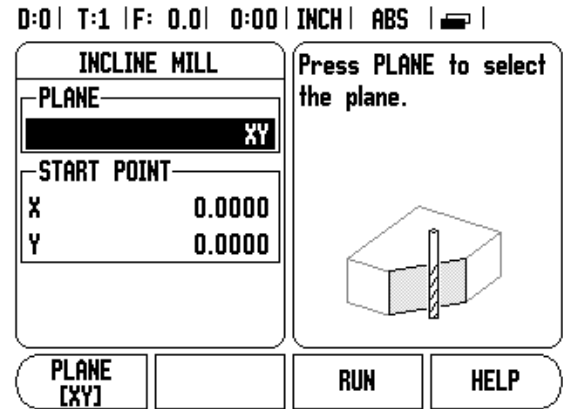 D:0 | T:1 | F: 0.0 | 0:00 | INCH | ABS | |
INCLINE MILL
PLANE
XY
START POINT
X 0.0000
Y 0.0000
Press PLANE to select
the plane.
PLANE
[XY]
RUN
HELP